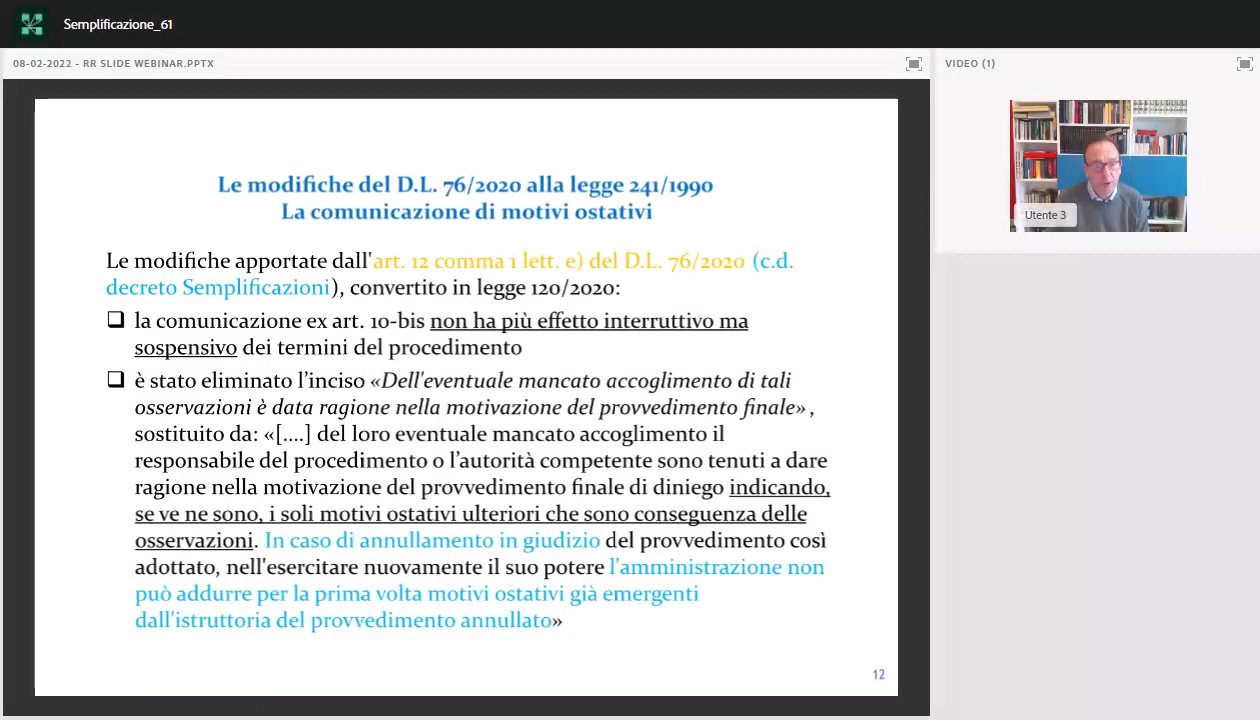 Semplificazione_61
08-02-2022 - RR SLIDE WEBINAR.PPTX
VIDEO (1)
Le modifiche del D.L. 76/2020 alla legge 241/1990
La comunicazione di motivi ostativi
Le modifiche apportate dall'art. 12 comma 1 lett. e) del D.L. 76/2020 (c.d.
decreto Semplificazioni), convertito in legge 120/2020:
❑ la comunicazione ex art. 10-bis non ha più effetto interruttivo ma
sospensivo dei termini del procedimento
❑ è stato eliminato l’inciso «Dell'eventuale mancato accoglimento di tali
osservazioni è data ragione nella motivazione del provvedimento finale» ,
sostituito da: «[....] del loro eventuale mancato accoglimento il
responsabile del procedimento o l’autorità competente sono tenuti a dare
ragione nella motivazione del provvedimento finale di diniego indicando,
se ve ne sono, i soli motivi ostativi ulteriori che sono conseguenza delle
osservazioni. In caso di annullamento in giudizio del provvedimento così
adottato, nell'esercitare nuovamente il suo potere l'amministrazione non
può addurre per la prima volta motivi ostativi già emergenti
dall'istruttoria del provvedimento annullato»
12
Utente 3